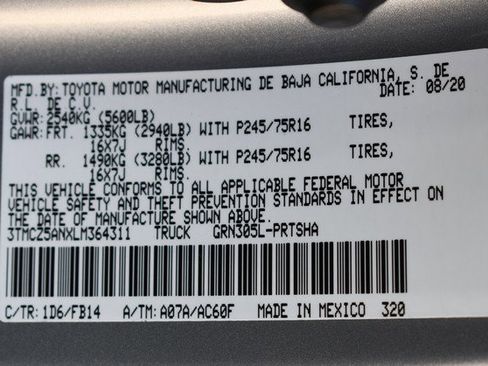 MFD.BY:TOYOTA MOTOR MANUFACTURING DE BAJA CALIFORNIA, S. DE
R.L. DE C.V. DATE: 08/20
GVWR: 2540KG (5600LB)
GAWR: FRT. 1335KG (2940LB) WITH P245/75R16 TIRES,
16X7J RIMS.
RR. 1490KG (3280LB) WITH P245/75R16 TIRES,
16X7J RIMS.
THIS VEHICLE CONFORMS TO ALL APPLICABLE FEDERAL MOTOR
VEHICLE SAFETY AND THEFT PREVENTION STANDARDS IN EFFECT ON
THE DATE OF MANUFACTURE SHOWN ABOVE.
3TMCZ5ANXLM364311 TRUCK GRN305L-PRTSHA
C/TR: 1D6/FB14 A/TM: A07A/AC60F MADE IN MEXICO 320